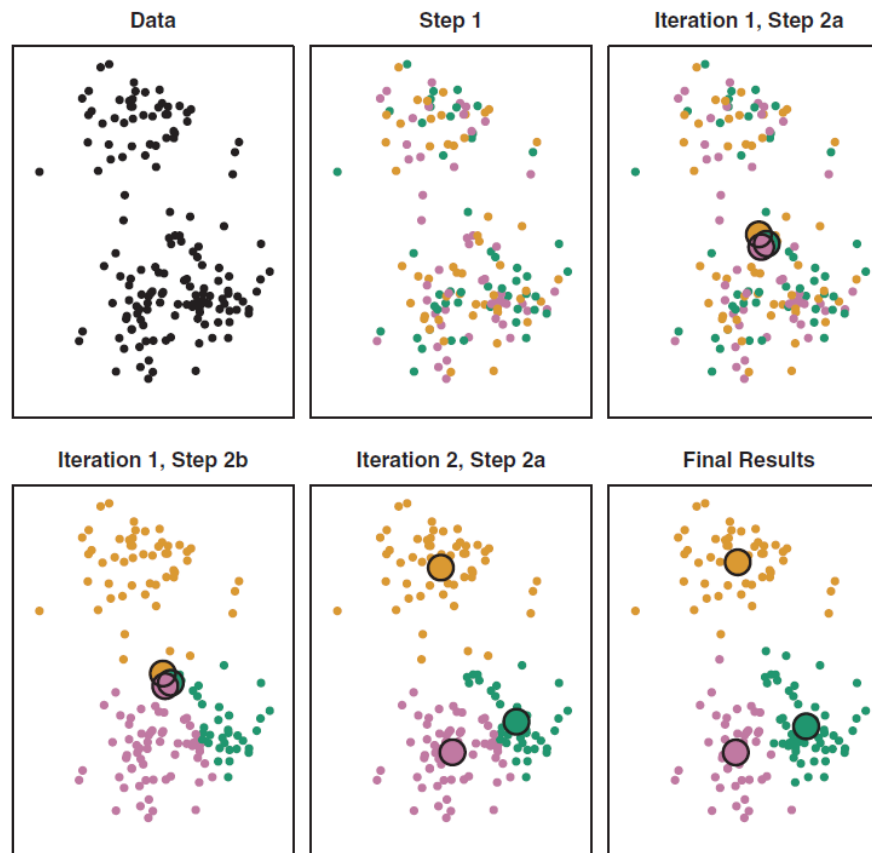 Data
Step 1
Iteration 1, Step 2a
Iteration 1, Step 2b
Iteration 2, Step 2a
Final Results